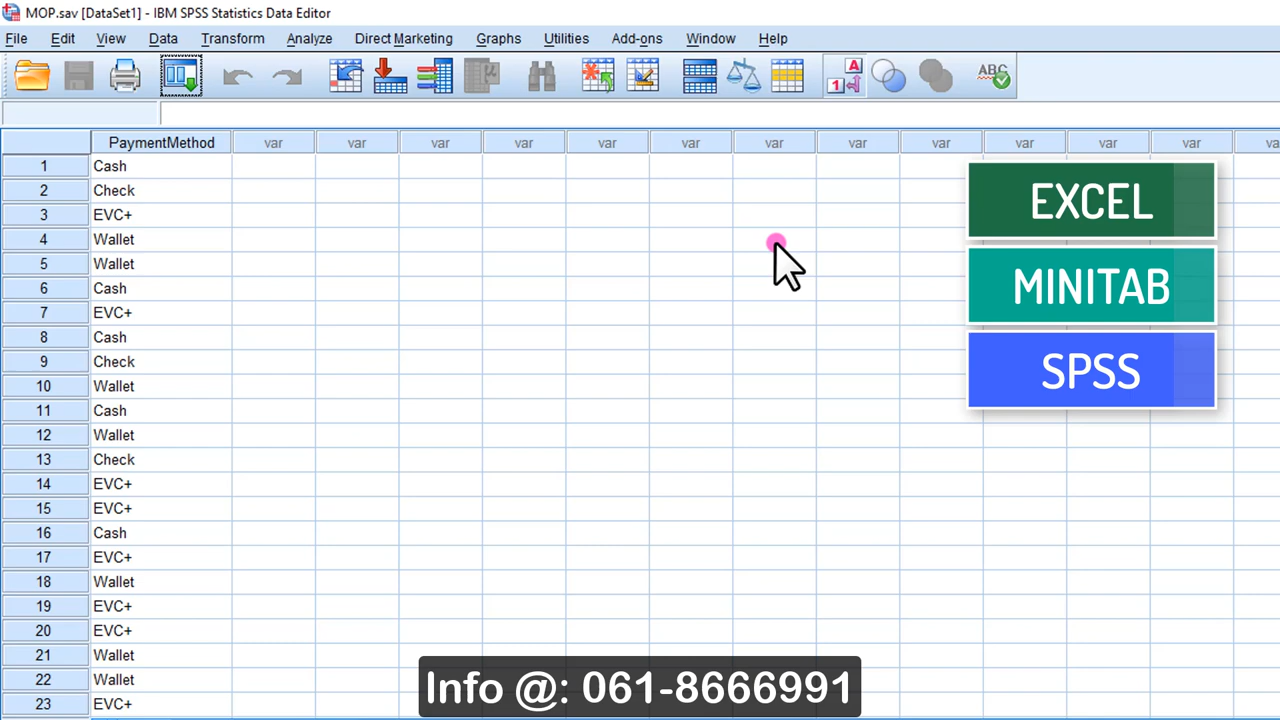 MOP.sav [DataSet1] - IBM SPSS Statistics Data Editor
File Edit View Data Transform Analyze Direct Marketing Graphs Utilities Add-ons Window Help
A
1
ABC
PaymentMethod var var var var var var var var var var var var va
1 Cash
2 Check
3 EVC+
4 Wallet
5 Wallet
6 Cash
7 EVC+
8 Cash
9 Check
10 Wallet
11 Cash
12 Wallet
13 Check
14 EVC+
15 EVC+
16 Cash
17 EVC+
18 Wallet
19 EVC+
20 EVC+
21 Wallet
22 Wallet
23 EVC+
EXCEL
MINITAB
SPSS
Info @: 061-8666991